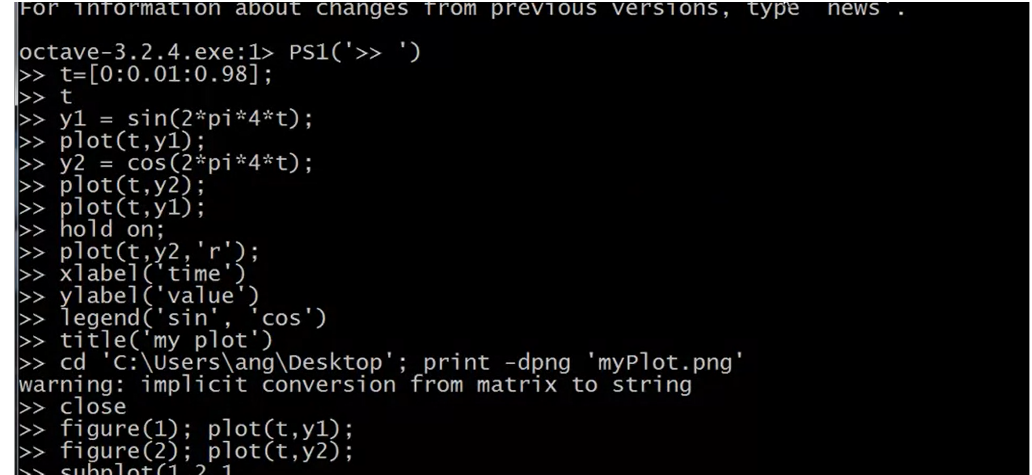 For information about changes from previous versions, type `news'.
octave-3.2.4.exe:1> PS1('>> ')
>> t=[0:0.01:0.98];
>> t
>> y1 = sin(2*pi*4*t);
>> plot(t,y1);
>> y2 = cos(2*pi*4*t);
>> plot(t,y2);
>> plot(t,y1);
>> hold on;
>> plot(t,y2,'r');
>> xlabel('time')
>> ylabel('value')
>> legend('sin', 'cos')
>> title('my plot')
>> cd 'C:\Users\ang\Desktop'; print -dpng 'myPlot.png'
warning: implicit conversion from matrix to string
>> close
>> figure(1); plot(t,y1);
>> figure(2); plot(t,y2);
>> subplot(1,2,1